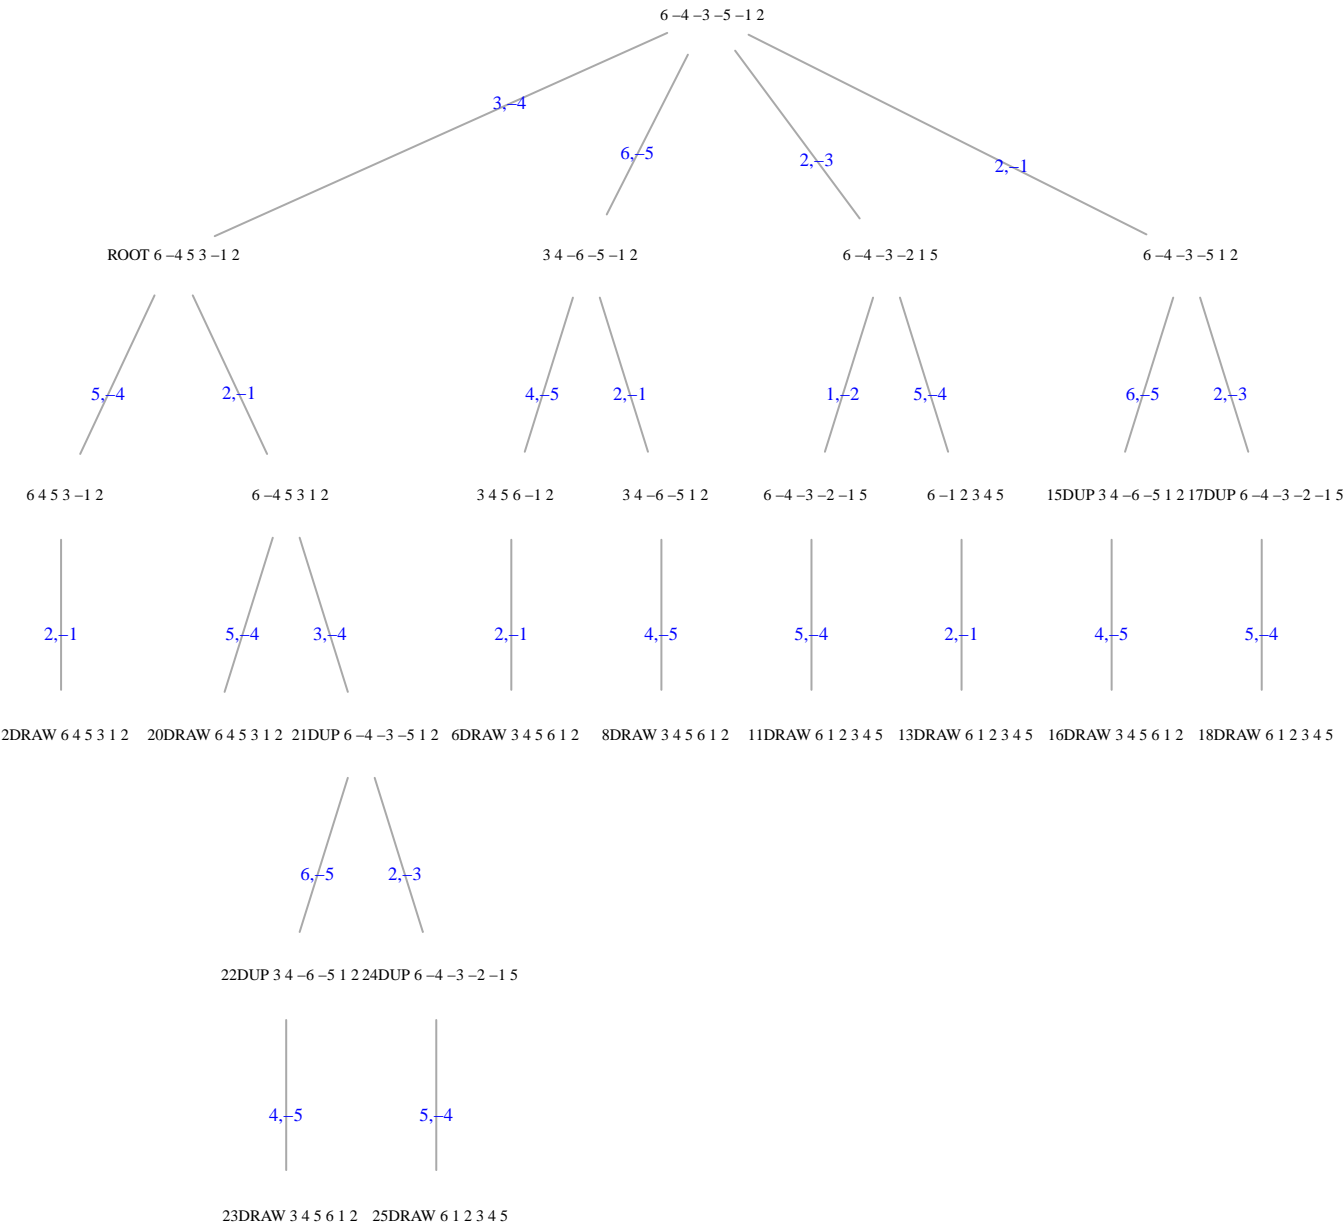 6 –4 –3 –5 –1 2
3,–4
6,–5
2,–3
2,–1
ROOT 6 –4 5 3 –1 2
3 4 –6 –5 –1 2
6 –4 –3 –2 1 5
6 –4 –3 –5 1 2
5,–4
2,–1
4,–5
2,–1
1,–2
5,–4
6,–5
2,–3
6 4 5 3 –1 2
6 –4 5 3 1 2
3 4 5 6 –1 2
3 4 –6 –5 1 2
6 –4 –3 –2 –1 5
6 –1 2 3 4 5
15DUP 3 4 –6 –5 1 2
17DUP 6 –4 –3 –2 –1 5
2,–1
5,–4
3,–4
2,–1
4,–5
5,–4
2,–1
4,–5
5,–4
2DRAW 6 4 5 3 1 2
20DRAW 6 4 5 3 1 2
21DUP 6 –4 –3 –5 1 2
6DRAW 3 4 5 6 1 2
8DRAW 3 4 5 6 1 2
11DRAW 6 1 2 3 4 5
13DRAW 6 1 2 3 4 5
16DRAW 3 4 5 6 1 2
18DRAW 6 1 2 3 4 5
6,–5
2,–3
22DUP 3 4 –6 –5 1 2
24DUP 6 –4 –3 –2 –1 5
4,–5
5,–4
23DRAW 3 4 5 6 1 2
25DRAW 6 1 2 3 4 5